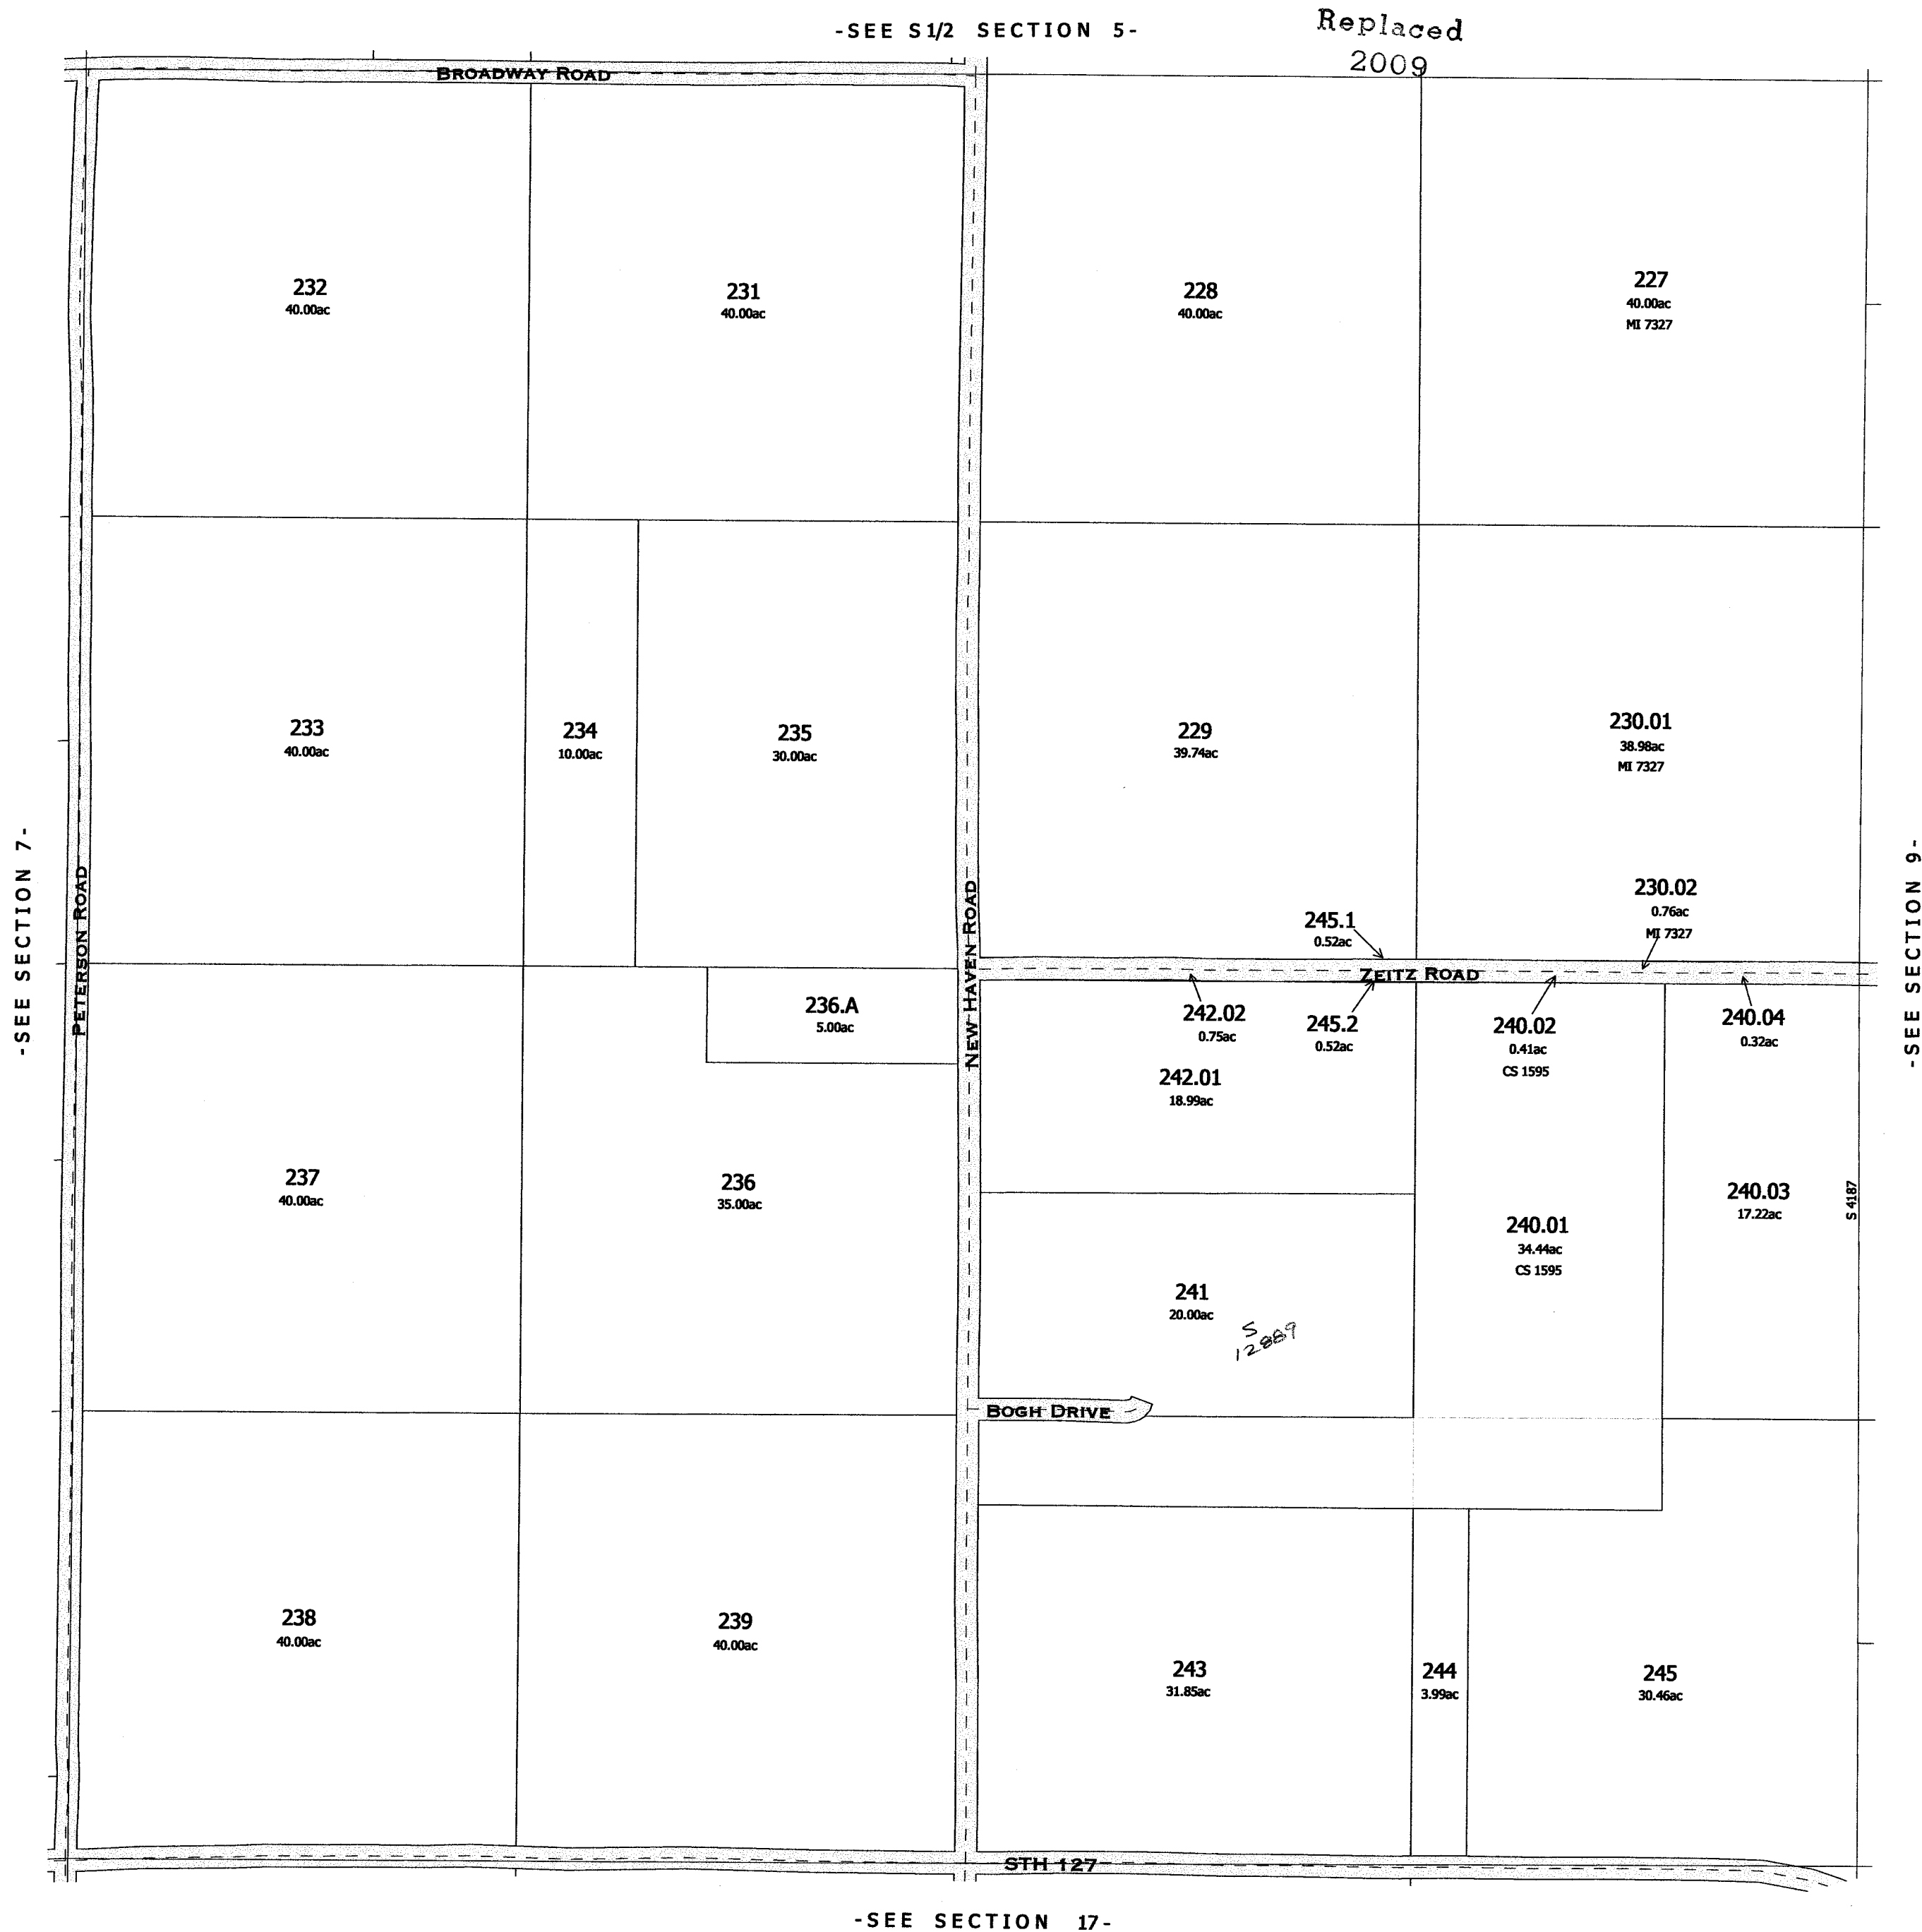 -SEE S1/2 SECTION 5-
Replaced
2009
BROADWAY ROAD
232
40.00ac
231
40.00ac
228
40.00ac
227
40.00ac
MI 7327
233
40.00ac
234
10.00ac
235
30.00ac
229
39.74ac
230.01
38.98ac
MI 7327
-SEE SECTION 7-
PETERSON ROAD
NEW HAVEN ROAD
-SEE SECTION 9-
245.1
0.52ac
230.02
0.76ac
MI 7327
ZEITZ ROAD
236.A
5.00ac
242.02
0.75ac
245.2
0.52ac
240.02
0.41ac
CS 1595
240.04
0.32ac
242.01
18.99ac
237
40.00ac
236
35.00ac
240.01
34.44ac
CS 1595
240.03
17.22ac
S 4187
241
20.00ac
S
12889
BOGH DRIVE
238
40.00ac
239
40.00ac
243
31.85ac
244
3.99ac
245
30.46ac
STH 127
-SEE SECTION 17-